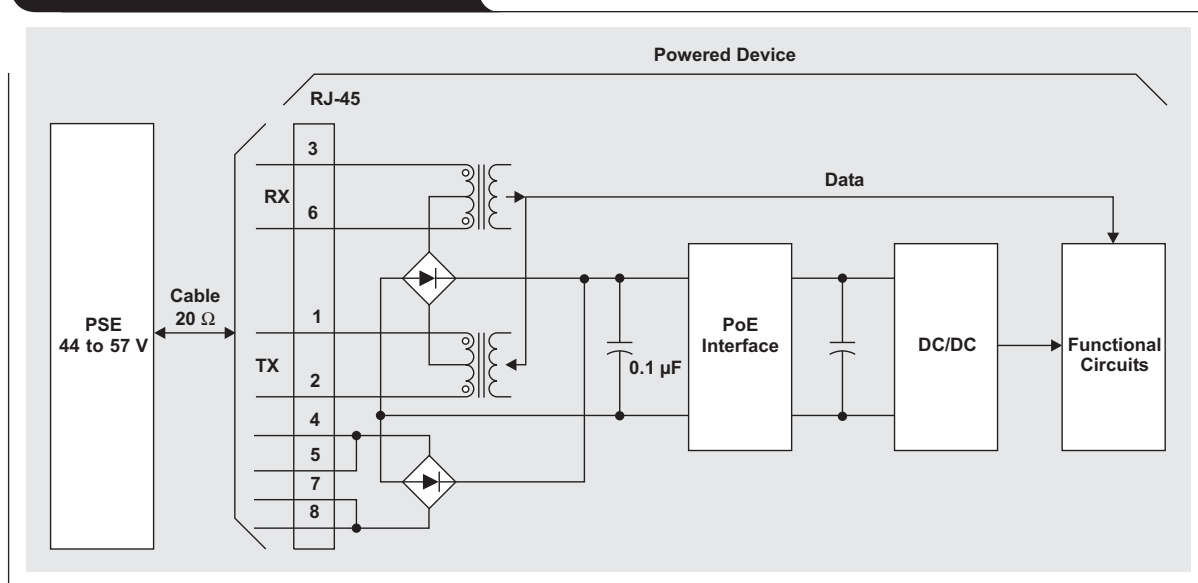 Powered Device
RJ-45
3
RX
6
Data
Cable
20 Ω
1
PSE
44 to 57 V
TX
2
0.1 µF
PoE
Interface
DC/DC
Functional
Circuits
4
5
7
8